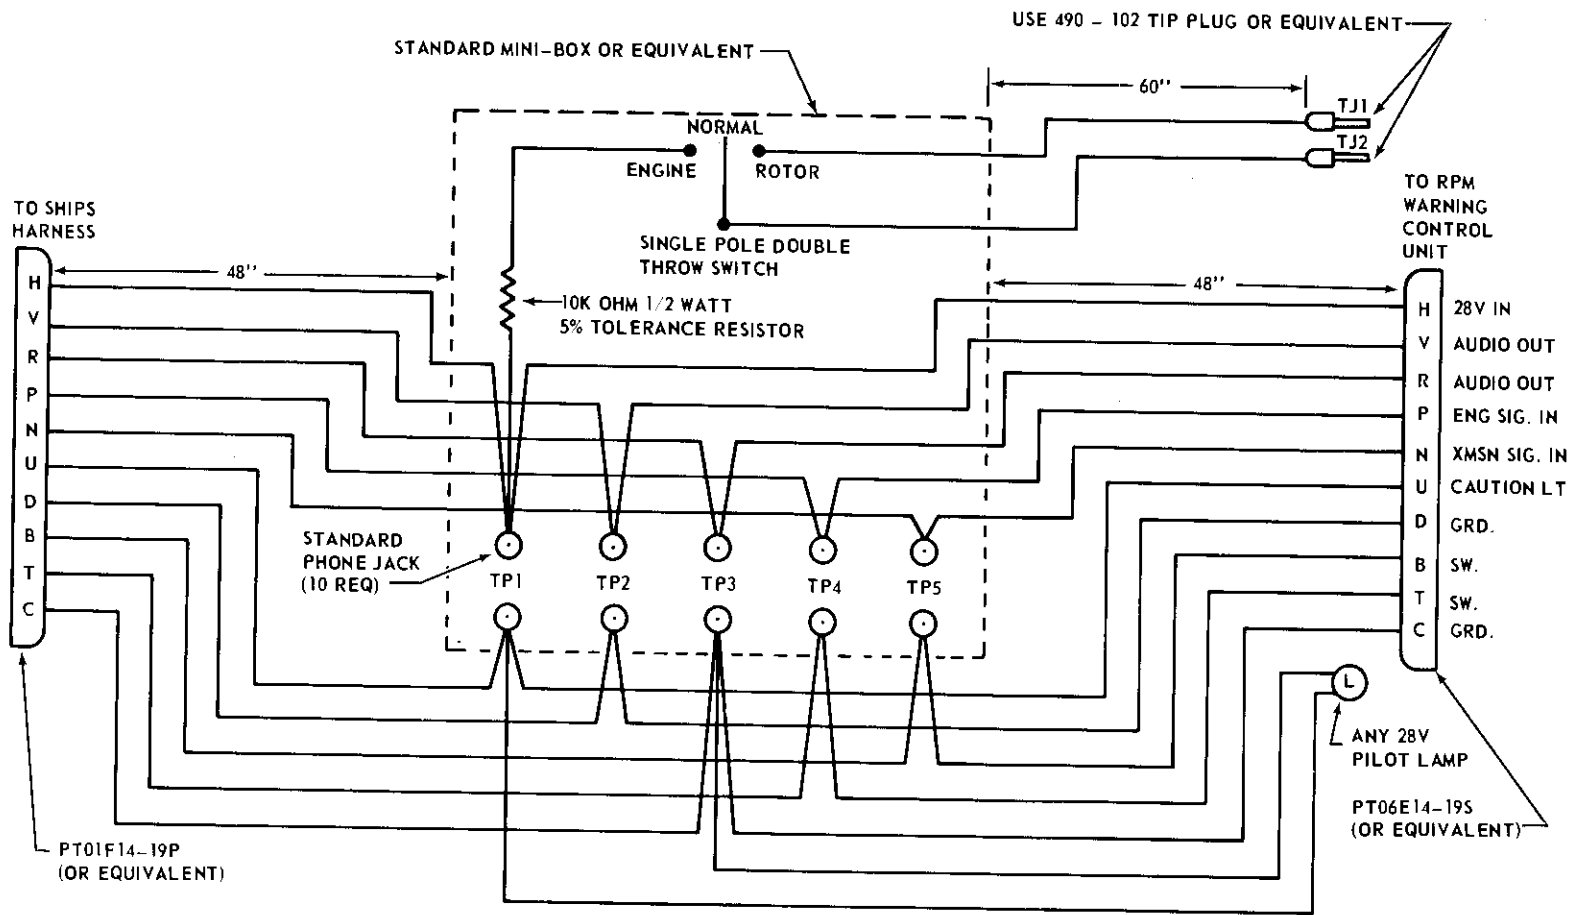 USE 490 - 102 TIP PLUG OR EQUIVALENT
STANDARD MINI-BOX OR EQUIVALENT
60''
TJ1
NORMAL
TJ2
ENGINE
ROTOR
TO RPM
WARNING
CONTROL
UNIT
TO SHIPS
HARNESS
SINGLE POLE DOUBLE
THROW SWITCH
48''
48''
10K OHM 1/2 WATT
5% TOLERANCE RESISTOR
H
V
R
P
N
U
D
B
T
C
H 28V IN
V AUDIO OUT
R AUDIO OUT
P ENG SIG. IN
N XMSN SIG. IN
U CAUTION LT
D GRD.
B SW.
T SW.
C GRD.
STANDARD
PHONE JACK
(10 REQ)
TP1
TP2
TP3
TP4
TP5
L
ANY 28V
PILOT LAMP
PT06E14-19S
(OR EQUIVALENT)
PT01F14-19P
(OR EQUIVALENT)